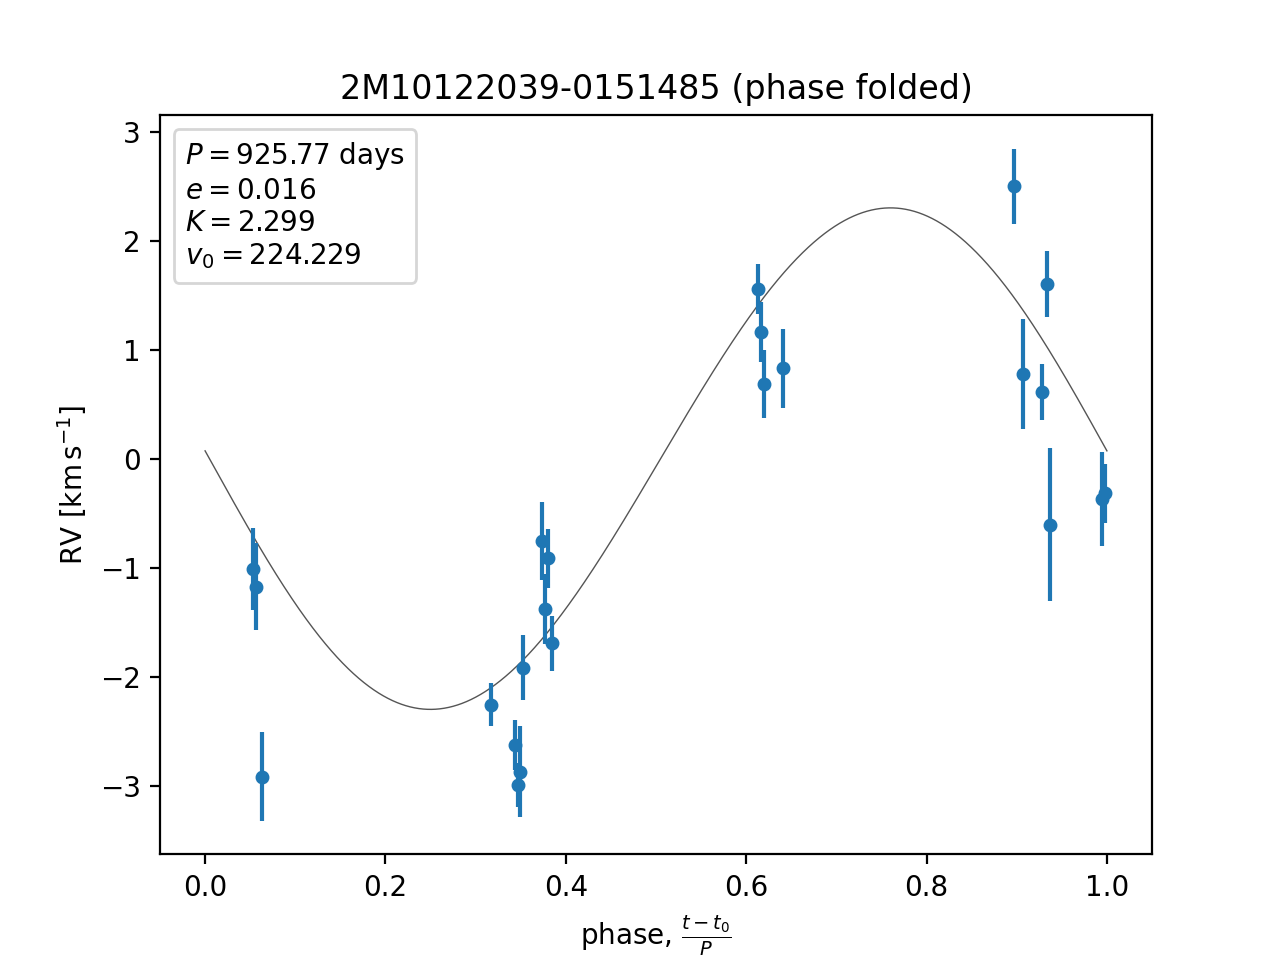 2M10122039-0151485 (phase folded)
P = 925.77 days
e = 0.016
K = 2.299
v₀ = 224.229
3
2
1
0
−1
−2
−3
RV [km s⁻¹]
0.0 0.2 0.4 0.6 0.8 1.0
phase, (t − t₀)/P